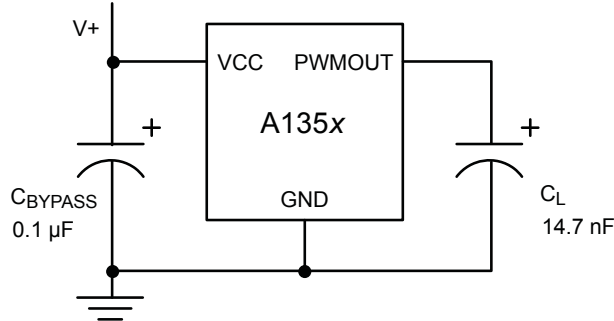 V+
VCC PWMOUT
A135x
+
+
GND
CBYPASS
0.1 µF
CL
14.7 nF